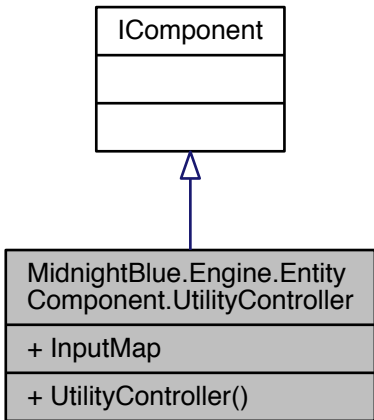 IComponent
MidnightBlue.Engine.Entity
Component.UtilityController
+ InputMap
+ UtilityController()